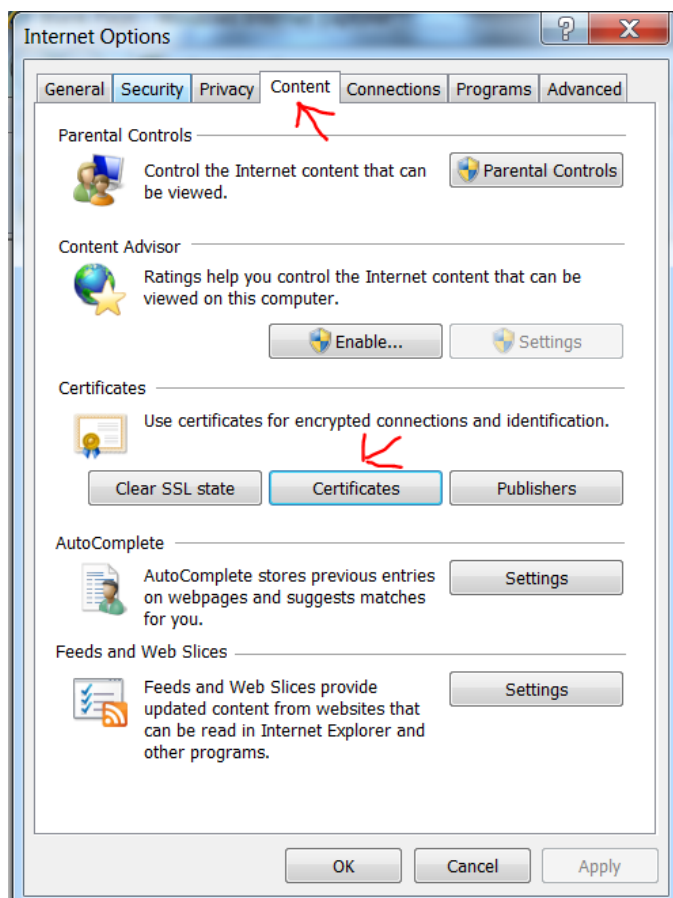 Internet Options
General Security Privacy Content Connections Programs Advanced
Parental Controls
Control the Internet content that can
be viewed.
Parental Controls
Content Advisor
Ratings help you control the Internet content that can be
viewed on this computer.
Enable... Settings
Certificates
Use certificates for encrypted connections and identification.
Clear SSL state Certificates Publishers
AutoComplete
AutoComplete stores previous entries
on webpages and suggests matches
for you.
Settings
Feeds and Web Slices
Feeds and Web Slices provide
updated content from websites that
can be read in Internet Explorer and
other programs.
Settings
OK Cancel Apply